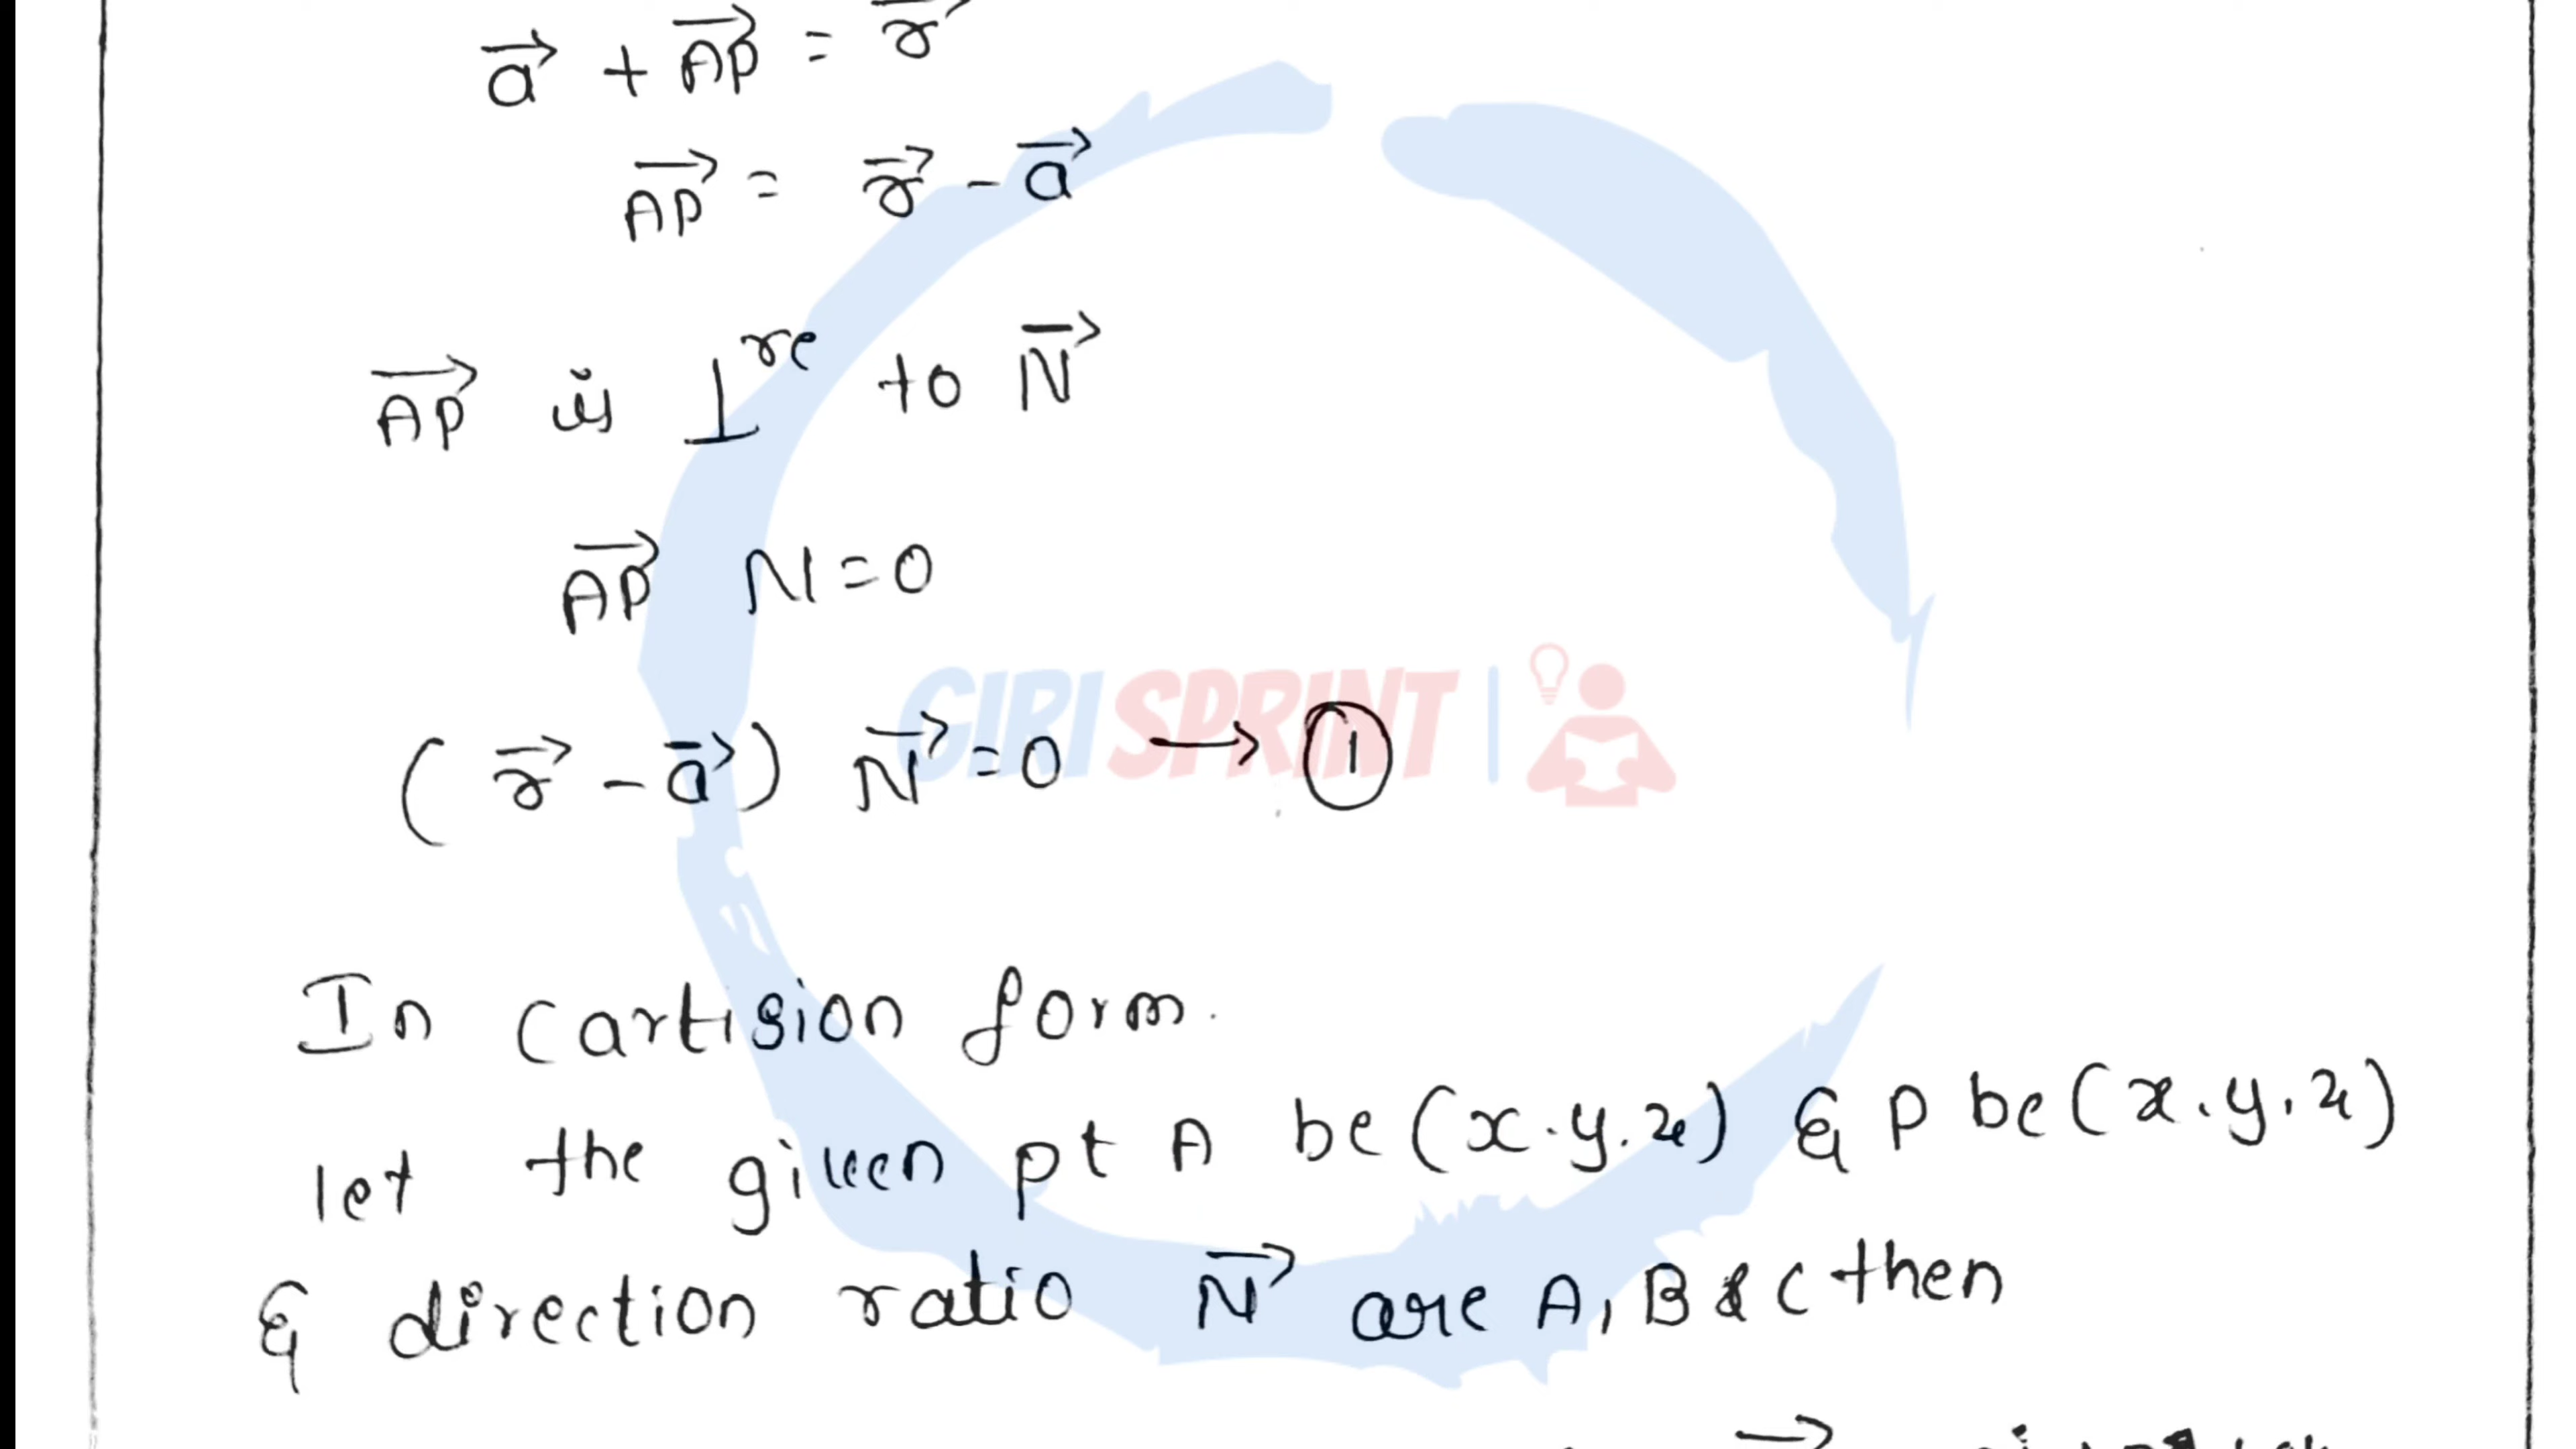 a⃗ + AP⃗ = r⃗
AP⃗ = r⃗ - a⃗
AP⃗ is ⊥re to N⃗
AP⃗ N=0
(r⃗ - a⃗) N⃗ =0 → ①
GIRISPRINT
In cartision form.
let the given pt A be (x.y.z) & P be (x.y.z)
& direction ratio N⃗ are A, B & C then